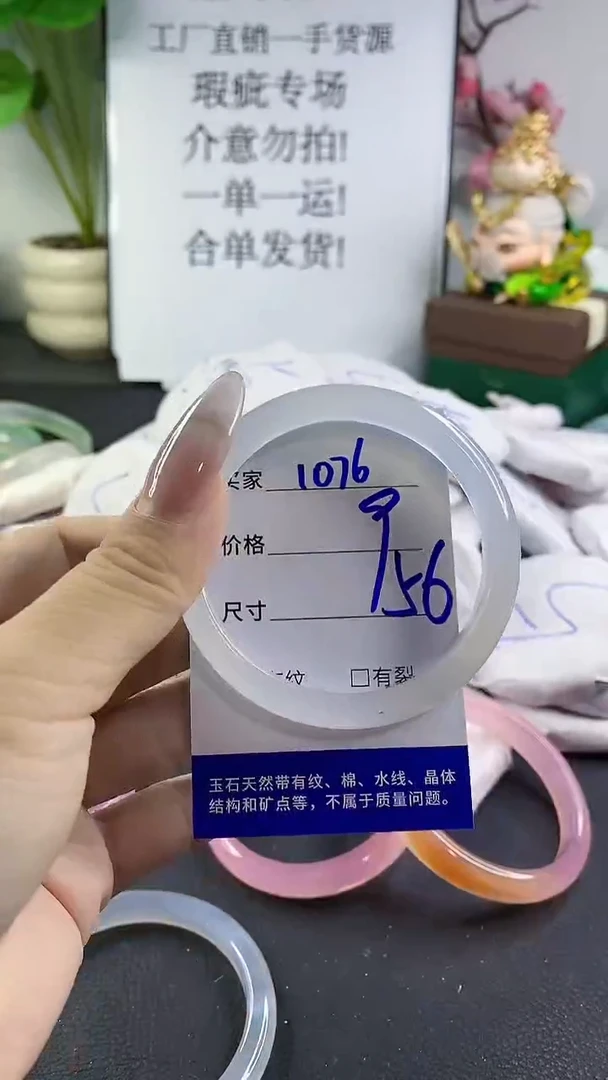 工厂直销一手货源
瑕疵专场
介意勿拍!
一单一运!
合单发货!
买家 1076
价格
尺寸 56
纹 □有裂
玉石天然带有纹、棉、水线、晶体
结构和矿点等，不属于质量问题。